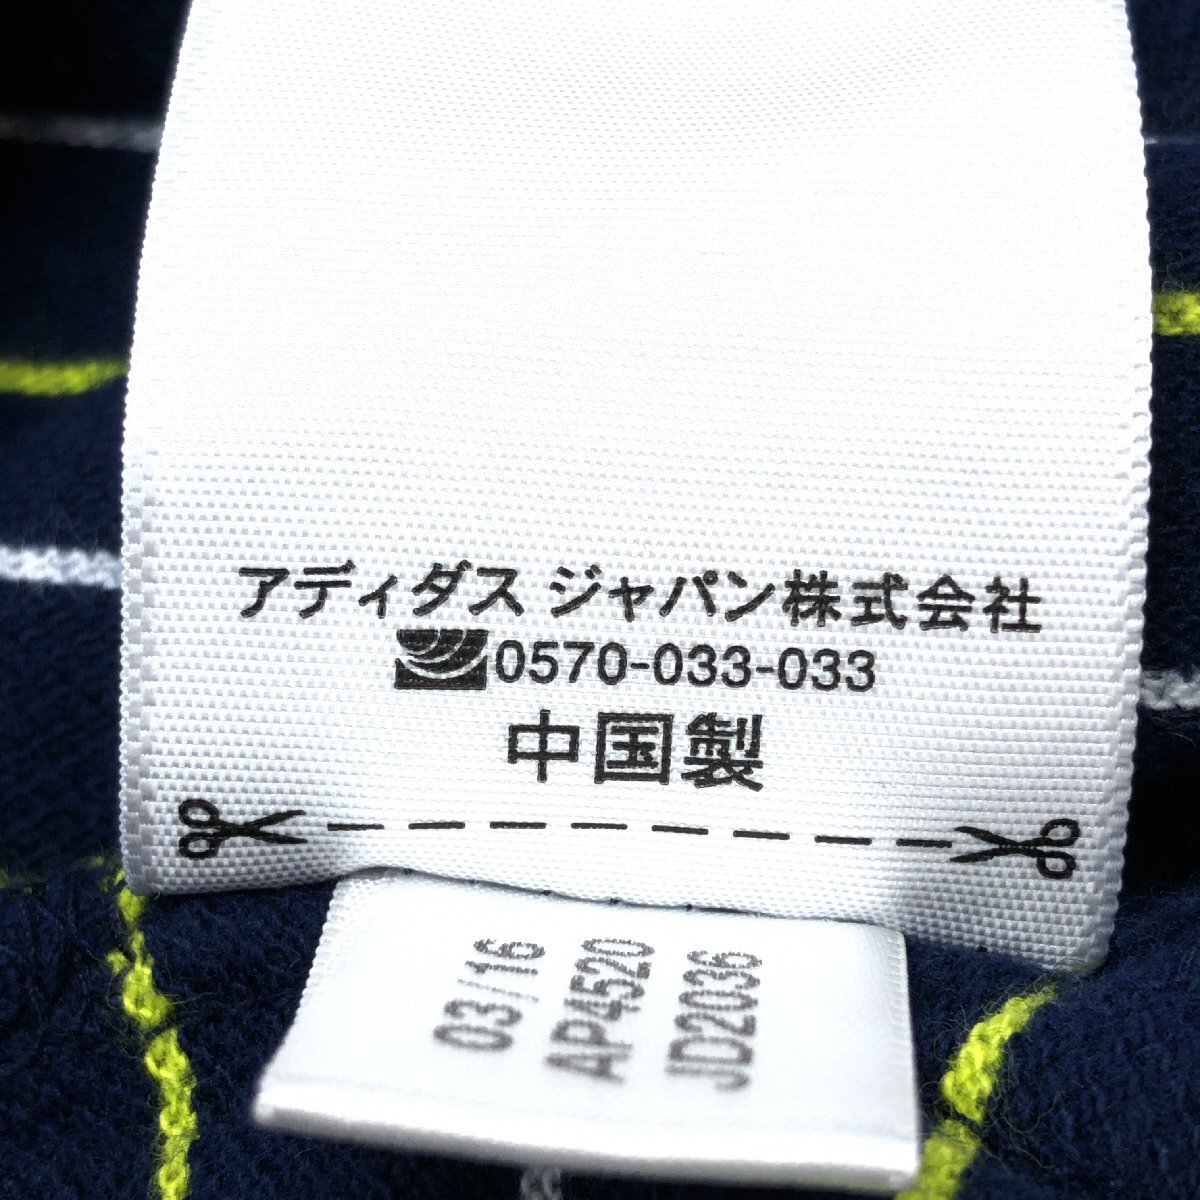 アディダス ジャパン株式会社
0570-033-033
中国製
03/16
AP4520
JD2036